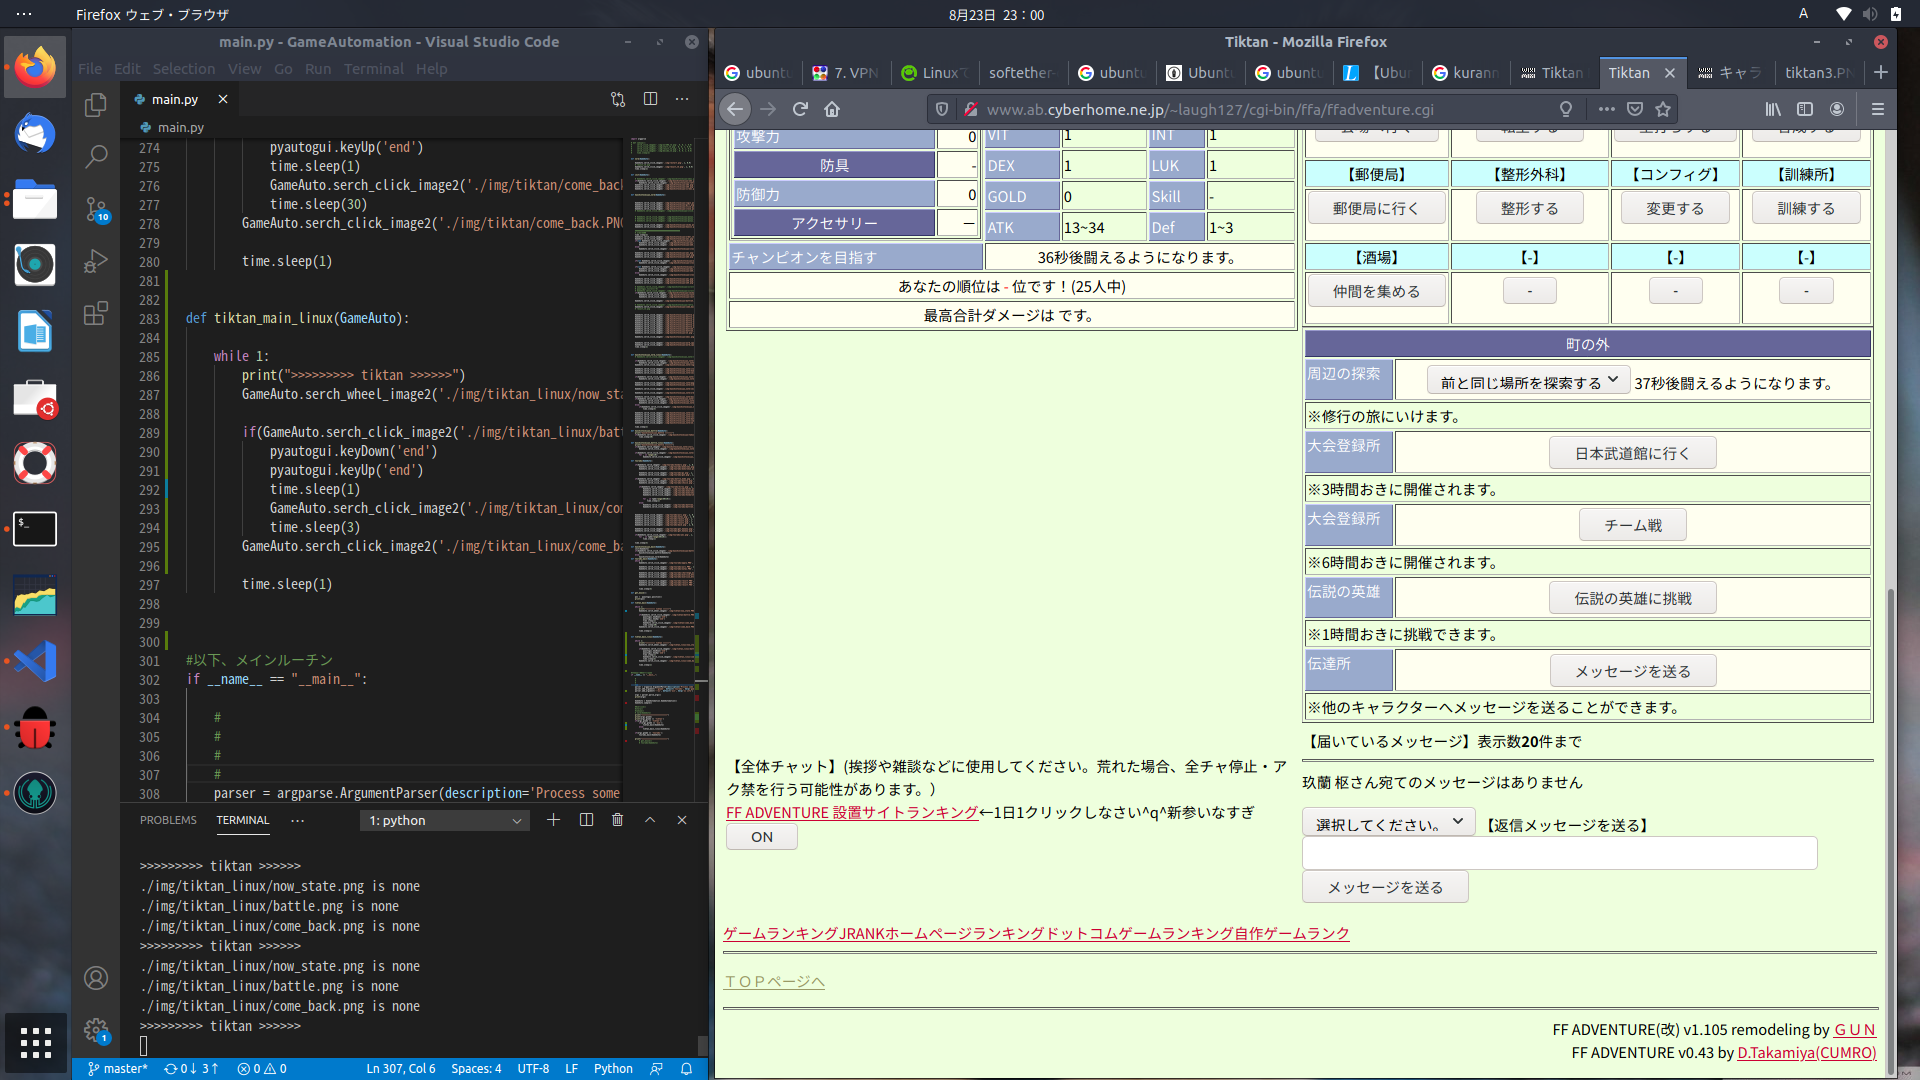 Firefox ウェブ・ブラウザ
8月23日 23：00
A
main.py - GameAutomation - Visual Studio Code
File Edit Selection View Go Run Terminal Help
main.py
main.py
274 pyautogui.keyUp('end')
275 time.sleep(1)
276 GameAuto.serch_click_image2('./img/tiktan/come_back
277 time.sleep(30)
278 GameAuto.serch_click_image2('./img/tiktan/come_back.PNG
279
280 time.sleep(1)
281
282
283 def tiktan_main_linux(GameAuto):
284
285 while 1:
286 print(">>>>>>>>> tiktan >>>>>>")
287 GameAuto.serch_wheel_image2('./img/tiktan_linux/now_sta
288
289 if(GameAuto.serch_click_image2('./img/tiktan_linux/batt
290 pyautogui.keyDown('end')
291 pyautogui.keyUp('end')
292 time.sleep(1)
293 GameAuto.serch_click_image2('./img/tiktan_linux/com
294 time.sleep(3)
295 GameAuto.serch_click_image2('./img/tiktan_linux/come_ba
296
297 time.sleep(1)
298
299
300
301 #以下、メインルーチン
302 if __name__ == "__main__":
303
304 #
305 #
306 #
307 #
308 parser = argparse.ArgumentParser(description='Process some
10
1
PROBLEMS TERMINAL ··· 1: python
>>>>>>>>> tiktan >>>>>>
./img/tiktan_linux/now_state.png is none
./img/tiktan_linux/battle.png is none
./img/tiktan_linux/come_back.png is none
>>>>>>>>> tiktan >>>>>>
./img/tiktan_linux/now_state.png is none
./img/tiktan_linux/battle.png is none
./img/tiktan_linux/come_back.png is none
>>>>>>>>> tiktan >>>>>>
master* 0↓ 3↑ 0 0 Ln 307, Col 6 Spaces: 4 UTF-8 LF Python
Tiktan - Mozilla Firefox
ubuntu 7. VPN Linuxで softether- ubuntu Ubuntu ubuntu 【Ubun kurann Tiktan Tiktan キャラ tiktan3.PN
www.ab.cyberhome.ne.jp/~laugh127/cgi-bin/ffa/ffadventure.cgi
攻撃力 0 VIT 1 INT 1
防具 - DEX 1 LUK 1
防御力 0 GOLD 0 Skill -
アクセサリー ー ATK 13~34 Def 1~3
チャンピオンを目指す 36秒後闘えるようになります。
あなたの順位は - 位です！(25人中)
最高合計ダメージは です。
【郵便局】 【整形外科】 【コンフィグ】 【訓練所】
郵便局に行く 整形する 変更する 訓練する
【酒場】 【-】 【-】 【-】
仲間を集める - - -
町の外
周辺の探索 前と同じ場所を探索する 37秒後闘えるようになります。
※修行の旅にいけます。
大会登録所 日本武道館に行く
※3時間おきに開催されます。
大会登録所 チーム戦
※6時間おきに開催されます。
伝説の英雄 伝説の英雄に挑戦
※1時間おきに挑戦できます。
伝達所 メッセージを送る
※他のキャラクターへメッセージを送ることができます。
【届いているメッセージ】表示数20件まで
玖蘭 枢さん宛てのメッセージはありません
選択してください。 【返信メッセージを送る】
メッセージを送る
【全体チャット】(挨拶や雑談などに使用してください。荒れた場合、全チャ停止・アク禁を行う可能性があります。)
FF ADVENTURE 設置サイトランキング←1日1クリックしなさい^q^新参いなすぎ
ON
ゲームランキングJRANKホームページランキングドットコムゲームランキング自作ゲームランク
ＴＯＰページへ
FF ADVENTURE(改) v1.105 remodeling by ＧＵＮ
FF ADVENTURE v0.43 by D.Takamiya(CUMRO)